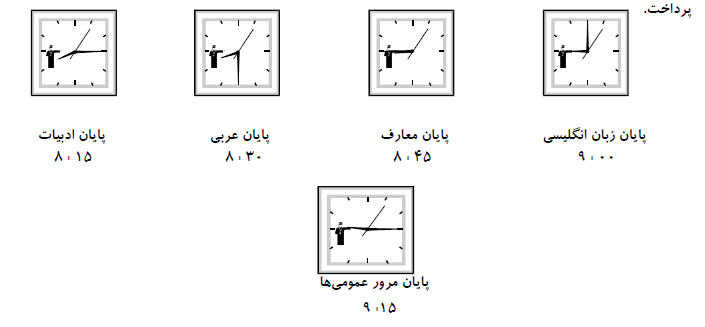 پرداخت.
پایان زبان انگلیسی
۹ : ۰۰
پایان معارف
۸ : ۴۵
پایان عربی
۸ : ۳۰
پایان ادبیات
۸ : ۱۵
پایان مرور عمومی‌ها
۹ : ۱۵